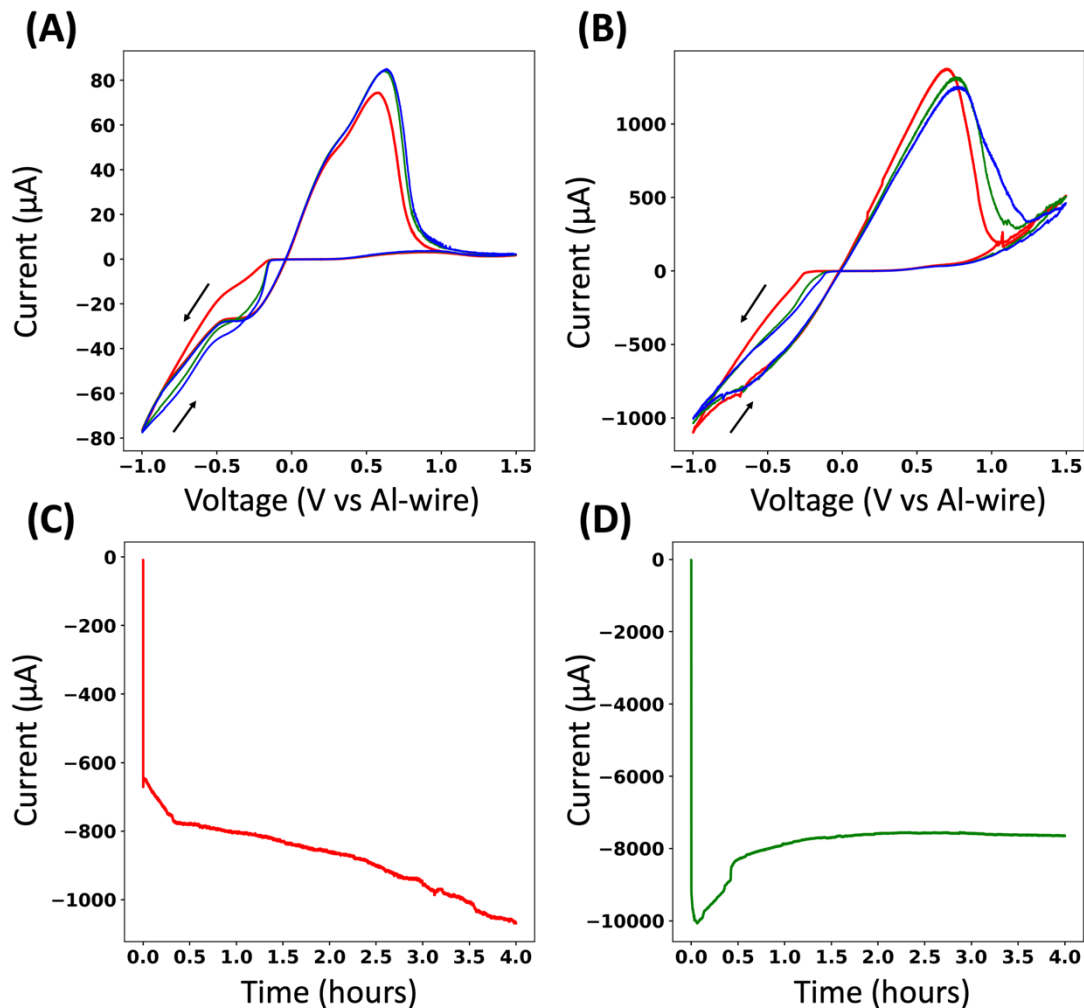 (A)
Current (µA)
80
60
40
20
0
−20
−40
−60
−80
−1.0 −0.5 0.0 0.5 1.0 1.5
Voltage (V vs Al-wire)
(B)
Current (µA)
1000
500
0
−500
−1000
−1.0 −0.5 0.0 0.5 1.0 1.5
Voltage (V vs Al-wire)
(C)
Current (µA)
0
−200
−400
−600
−800
−1000
0.0 0.5 1.0 1.5 2.0 2.5 3.0 3.5 4.0
Time (hours)
(D)
Current (µA)
0
−2000
−4000
−6000
−8000
−10000
0.0 0.5 1.0 1.5 2.0 2.5 3.0 3.5 4.0
Time (hours)